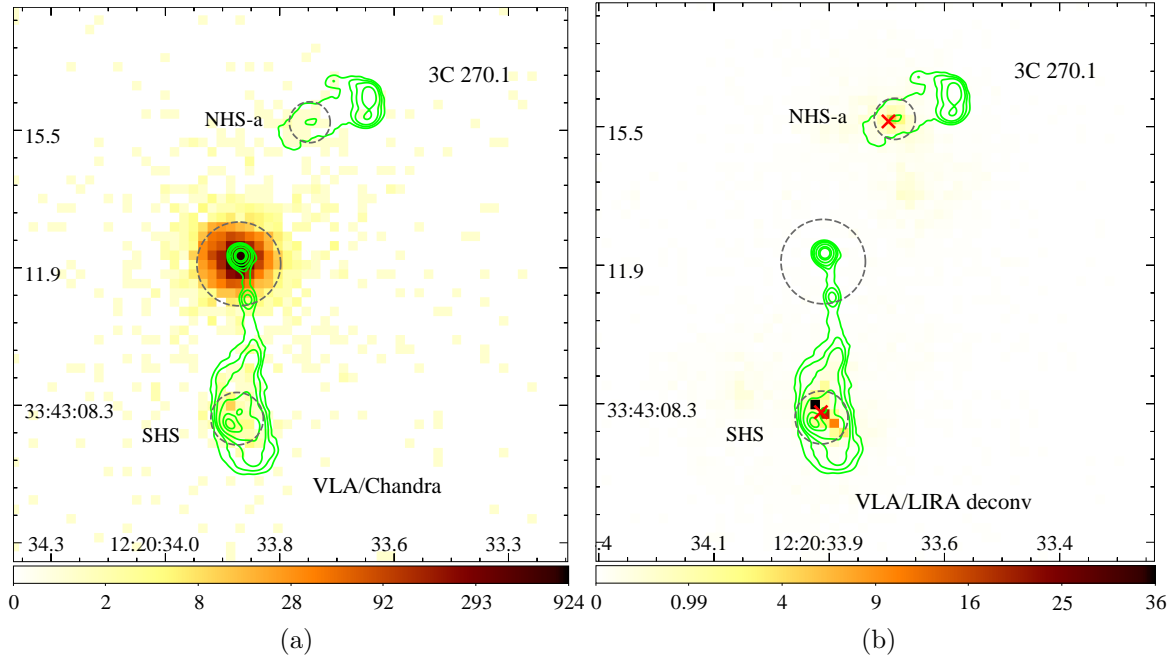 3C 270.1
NHS-a
15.5
11.9
33:43:08.3
SHS
VLA/Chandra
34.3 12:20:34.0 33.8 33.6 33.3
0 2 8 28 92 293 924
(a)
3C 270.1
NHS-a
15.5
11.9
33:43:08.3
SHS
VLA/LIRA deconv
.4 34.1 12:20:33.9 33.6 33.4
0 0.99 4 9 16 25 36
(b)